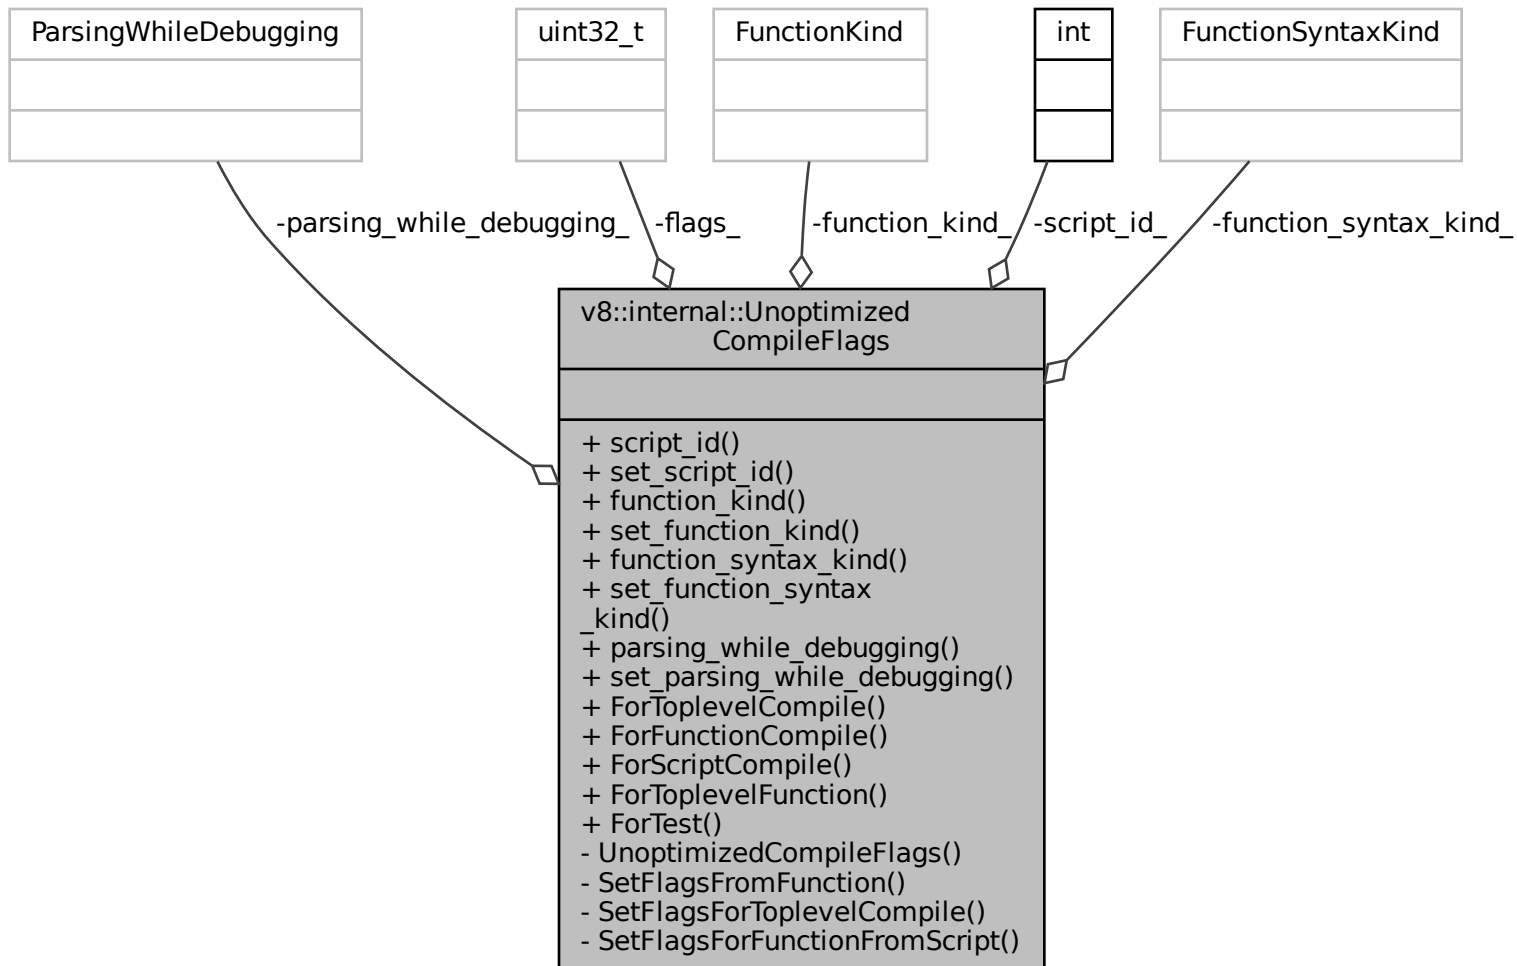 ParsingWhileDebugging
uint32_t
FunctionKind
int
FunctionSyntaxKind
-parsing_while_debugging_
-flags_
-function_kind_
-script_id_
-function_syntax_kind_
v8::internal::Unoptimized
CompileFlags
+ script_id()
+ set_script_id()
+ function_kind()
+ set_function_kind()
+ function_syntax_kind()
+ set_function_syntax
_kind()
+ parsing_while_debugging()
+ set_parsing_while_debugging()
+ ForToplevelCompile()
+ ForFunctionCompile()
+ ForScriptCompile()
+ ForToplevelFunction()
+ ForTest()
- UnoptimizedCompileFlags()
- SetFlagsFromFunction()
- SetFlagsForToplevelCompile()
- SetFlagsForFunctionFromScript()